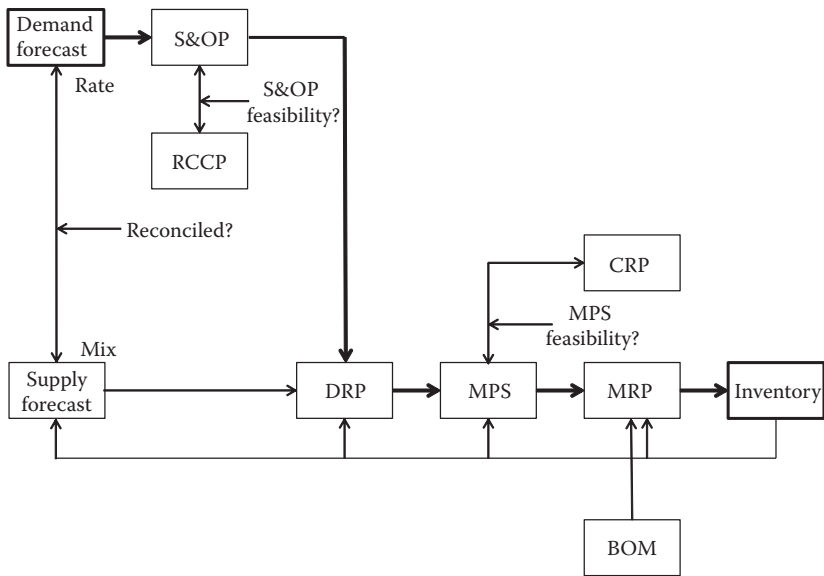 Demand
forecast
S&OP
Rate
S&OP
feasibility?
RCCP
Reconciled?
CRP
MPS
feasibility?
Mix
Supply
forecast
DRP
MPS
MRP
Inventory
BOM